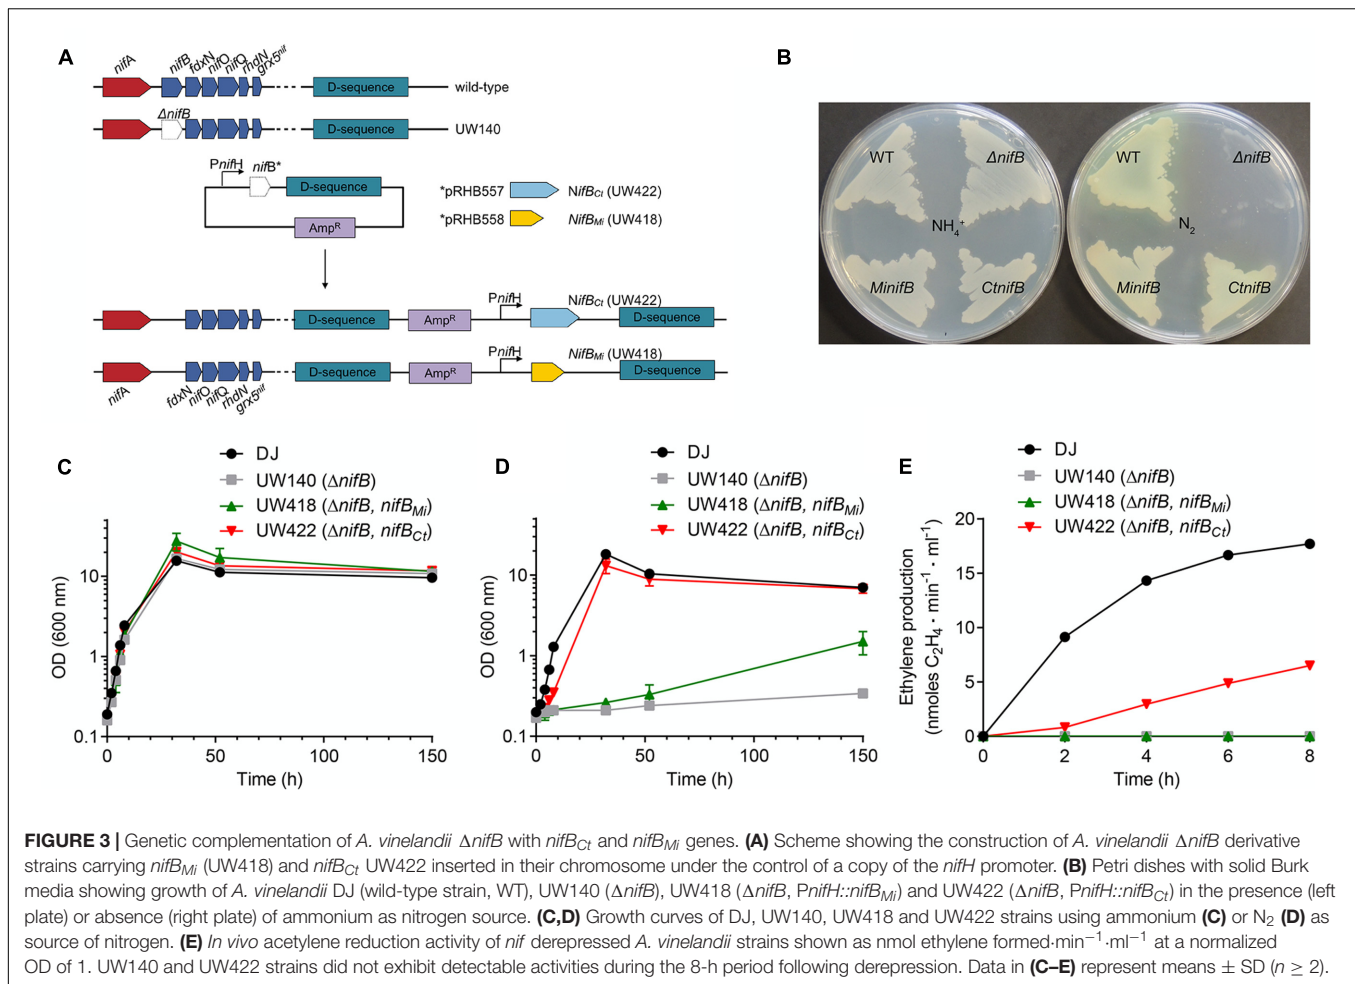 A
nifA
nifB
fdxN
nifO
nifQ
rhdN
grx5nif
D-sequence
wild-type
ΔnifB
D-sequence
UW140
PnifH
nifB*
D-sequence
AmpR
*pRHB557
NifBCt (UW422)
*pRHB558
NifBMi (UW418)
PnifH
NifBCt (UW422)
D-sequence
AmpR
D-sequence
PnifH
NifBMi (UW418)
D-sequence
AmpR
D-sequence
nifA
fdxN
nifO
nifQ
rhdN
grx5nif
B
WT
ΔnifB
NH4+
MinifB
CtnifB
WT
ΔnifB
N2
MinifB
CtnifB
C
DJ
UW140 (ΔnifB)
UW418 (ΔnifB, nifBMi)
UW422 (ΔnifB, nifBCt)
OD (600 nm)
10
1
0.1
0
50
100
150
Time (h)
D
DJ
UW140 (ΔnifB)
UW418 (ΔnifB, nifBMi)
UW422 (ΔnifB, nifBCt)
OD (600 nm)
10
1
0.1
0
50
100
150
Time (h)
E
DJ
UW140 (ΔnifB)
UW418 (ΔnifB, nifBMi)
UW422 (ΔnifB, nifBCt)
Ethylene production
(nmoles C2H4 · min-1 · ml-1)
20
15
10
5
0
0
2
4
6
8
Time (h)
FIGURE 3 | Genetic complementation of A. vinelandii ΔnifB with nifBCt and nifBMi genes. (A) Scheme showing the construction of A. vinelandii ΔnifB derivative
strains carrying nifBMi (UW418) and nifBCt UW422 inserted in their chromosome under the control of a copy of the nifH promoter. (B) Petri dishes with solid Burk
media showing growth of A. vinelandii DJ (wild-type strain, WT), UW140 (ΔnifB), UW418 (ΔnifB, PnifH::nifBMi) and UW422 (ΔnifB, PnifH::nifBCt) in the presence (left
plate) or absence (right plate) of ammonium as nitrogen source. (C,D) Growth curves of DJ, UW140, UW418 and UW422 strains using ammonium (C) or N2 (D) as
source of nitrogen. (E) In vivo acetylene reduction activity of nif derepressed A. vinelandii strains shown as nmol ethylene formed·min−1·ml−1 at a normalized
OD of 1. UW140 and UW422 strains did not exhibit detectable activities during the 8-h period following derepression. Data in (C–E) represent means ± SD (n ≥ 2).